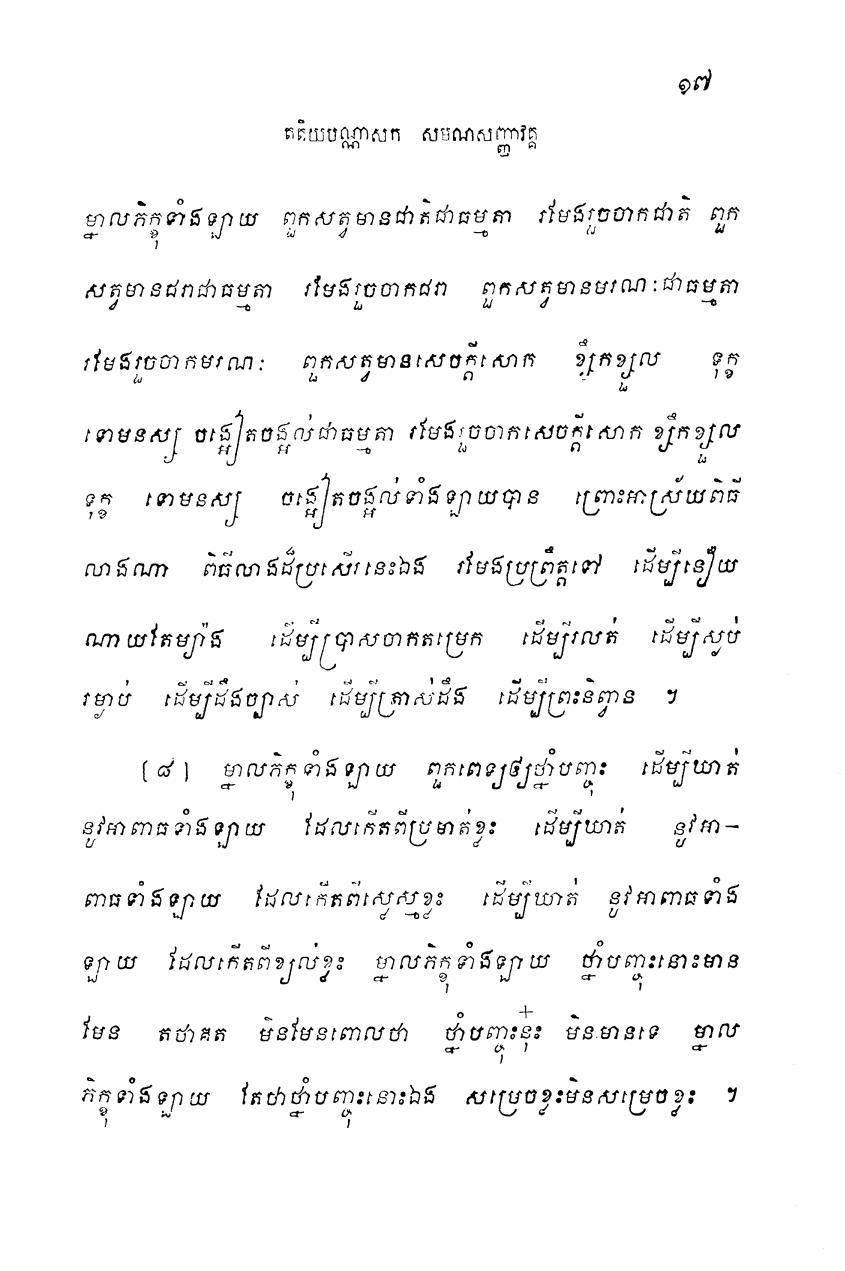 ១៧
តតិយបណ្ណាសក សមណសញ្ញាវគ្គ
ម្នាលភិក្ខុទាំងឡាយ ពួកសត្វមានជាតិជាធម្មតា រមែងរួចចាកជាតិ ពួក
សត្វមានជរាជាធម្មតា រមែងរួចចាកជរា ពួកសត្វមានមរណៈជាធម្មតា
រមែងរួចចាកមរណៈ ពួកសត្វមានសេចក្តីសោក ខ្សឹកខ្សួល ទុក្ខ
ទោមនស្ស ចង្អៀតចង្អល់ជាធម្មតា រមែងរួចចាកសេចក្តីសោក ខ្សឹកខ្សួល
ទុក្ខ ទោមនស្ស ចង្អៀតចង្អល់ទាំងឡាយបាន ព្រោះអាស្រ័យពិធី
លាងណា ពិធីលាងដ៏ប្រសើរនេះឯង រមែងប្រព្រឹត្តទៅ ដើម្បីនឿយ
ណាយតែម្យ៉ាង ដើម្បីប្រាសចាកតម្រេក ដើម្បីរលត់ ដើម្បីស្ងប់
រម្ងាប់ ដើម្បីដឹងច្បាស់ ដើម្បីត្រាស់ដឹង ដើម្បីព្រះនិព្វាន ។
[៨] ម្នាលភិក្ខុទាំងឡាយ ពួកពេទ្យឲ្យថ្នាំបញ្ចុះ ដើម្បីឃាត់
នូវអាពាធទាំងឡាយ ដែលកើតពីប្រមាត់ខ្លះ ដើម្បីឃាត់ នូវអា-
ពាធទាំងឡាយ ដែលកើតពីស្លេស្មខ្លះ ដើម្បីឃាត់ នូវអាពាធទាំង
ឡាយ ដែលកើតពីខ្យល់ខ្លះ ម្នាលភិក្ខុទាំងឡាយ ថ្នាំបញ្ចុះនោះមាន
មែន តថាគត មិនមែនពោលថា ថ្នាំបញ្ចុះនុ៎ះ មិនមានទេ ម្នាល
ភិក្ខុទាំងឡាយ តែថាថ្នាំបញ្ចុះនោះឯង សម្រេចខ្លះមិនសម្រេចខ្លះ ។